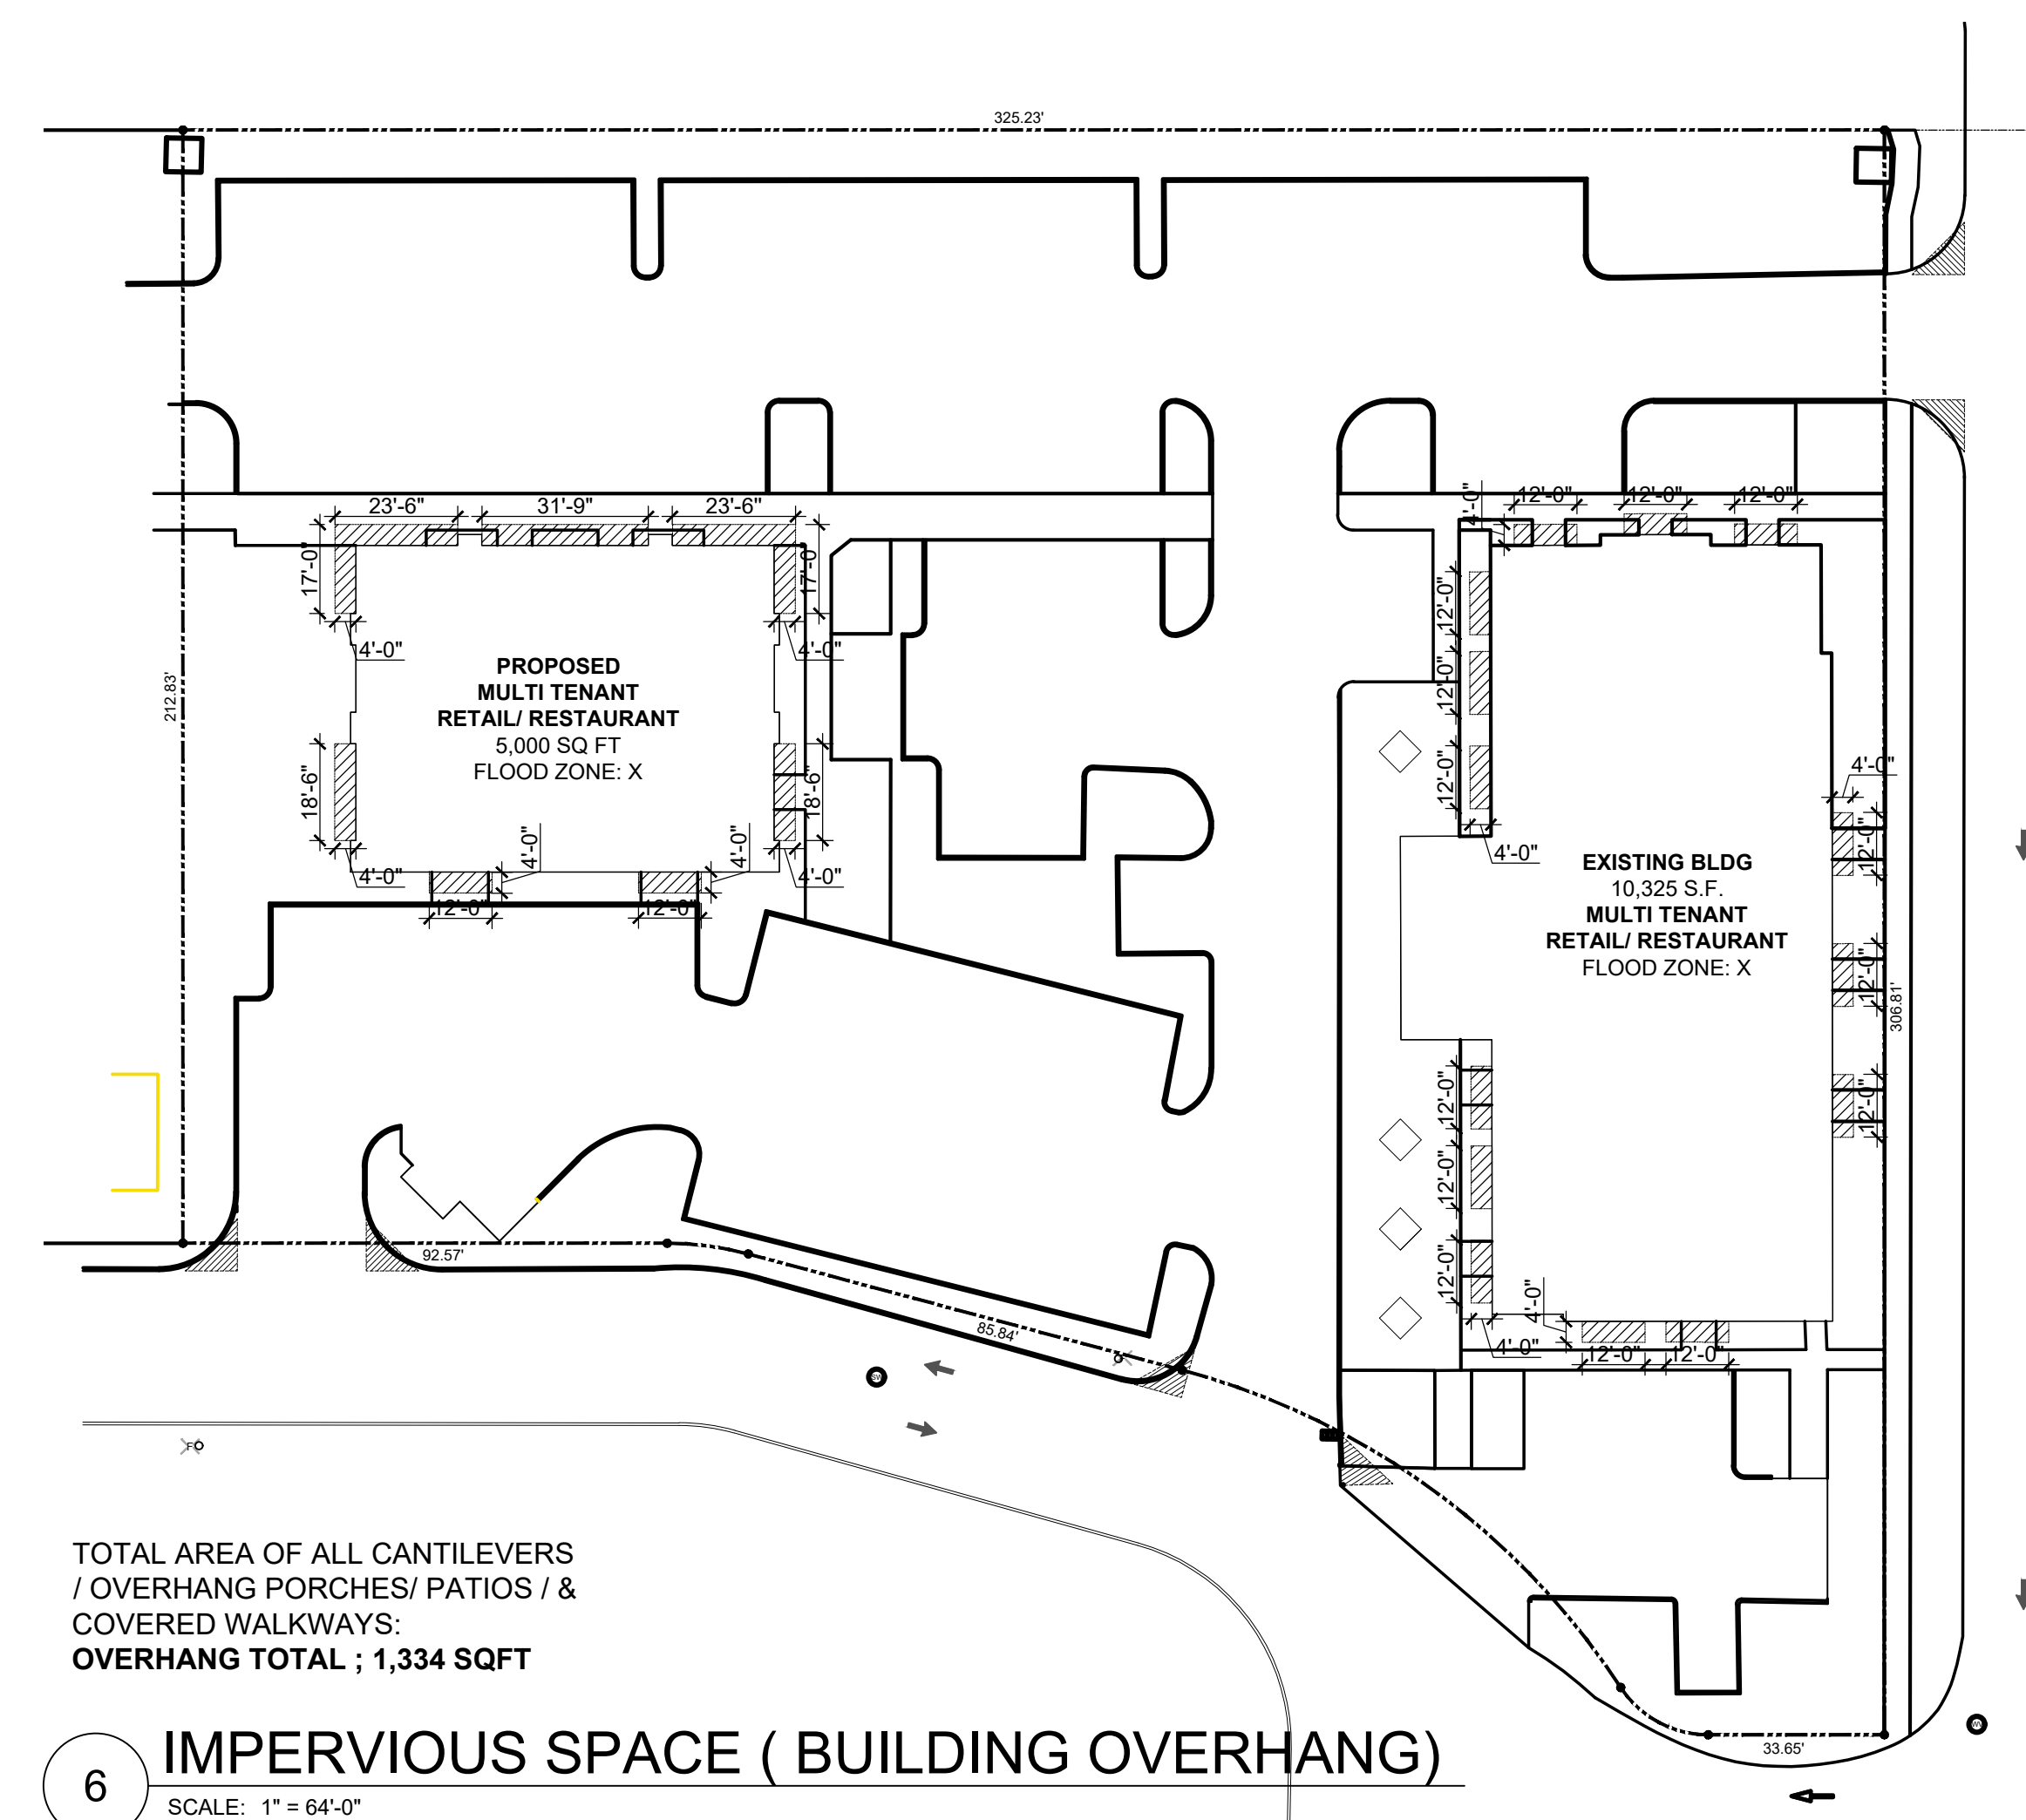 325.23'
23'-6"
31'-9"
23'-6"
4'-0"
12'-0"
12'-0"
12'-0"
17'-0"
17'-0"
12'-0"
4'-0"
4'-0"
PROPOSED
MULTI TENANT
RETAIL/ RESTAURANT
5,000 SQ FT
FLOOD ZONE: X
212.83'
12'-0"
12'-0"
18'-6"
18'-6"
4'-0"
4'-0"
4'-0"
4'-0"
4'-0"
12'-0"
12'-0"
4'-0"
12'-0"
EXISTING BLDG
10,325 S.F.
MULTI TENANT
RETAIL/ RESTAURANT
FLOOD ZONE: X
12'-0"
306.81'
12'-0"
12'-0"
12'-0"
12'-0"
4'-0"
4'-0"
12'-0"
12'-0"
92.57'
85.84'
33.65'
TOTAL AREA OF ALL CANTILEVERS
/ OVERHANG PORCHES/ PATIOS / &
COVERED WALKWAYS:
OVERHANG TOTAL ; 1,334 SQFT
6
IMPERVIOUS SPACE ( BUILDING OVERHANG)
SCALE: 1" = 64'-0"